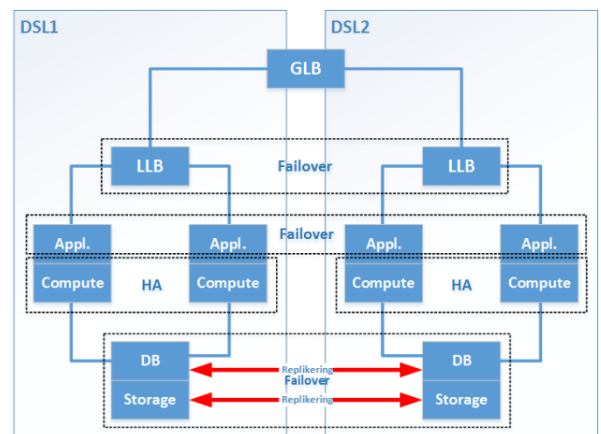 DSL1
DSL2
GLB
LLB
Failover
LLB
Appl.
Appl.
Failover
Appl.
Appl.
Compute
HA
Compute
Compute
HA
Compute
DB
Replikering
DB
Failover
Storage
Replikering
Storage